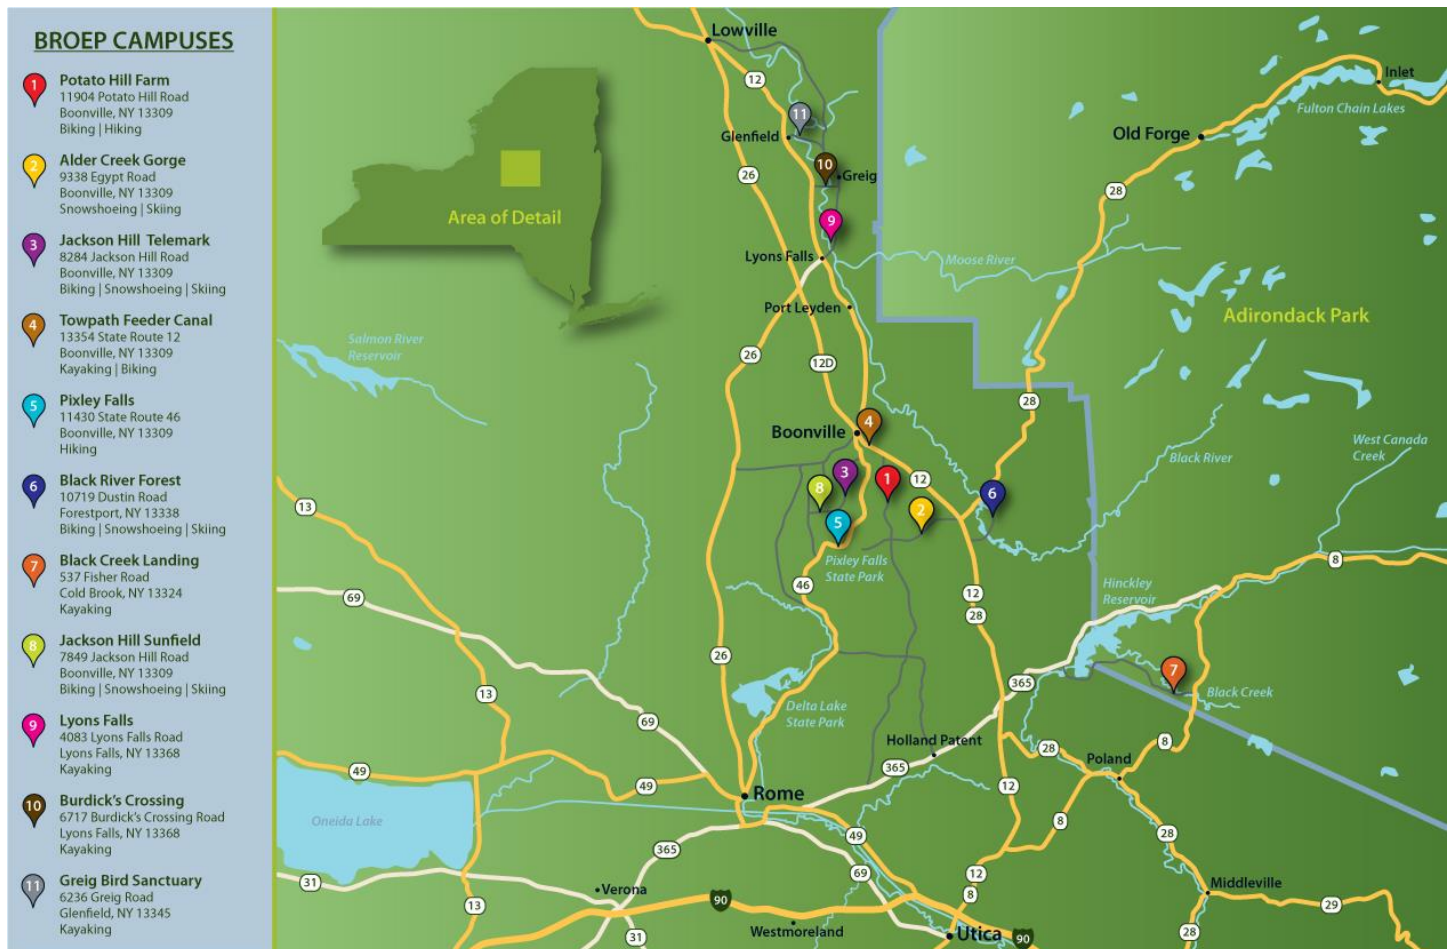 BROEP CAMPUSES
1
Potato Hill Farm
11904 Potato Hill Road
Boonville, NY 13309
Biking | Hiking
2
Alder Creek Gorge
9338 Egypt Road
Boonville, NY 13309
Snowshoeing | Skiing
3
Jackson Hill Telemark
8284 Jackson Hill Road
Boonville, NY 13309
Biking | Snowshoeing | Skiing
4
Towpath Feeder Canal
13354 State Route 12
Boonville, NY 13309
Kayaking | Biking
5
Pixley Falls
11430 State Route 46
Boonville, NY 13309
Hiking
6
Black River Forest
10719 Dustin Road
Forestport, NY 13338
Biking | Snowshoeing | Skiing
7
Black Creek Landing
537 Fisher Road
Cold Brook, NY 13324
Kayaking
8
Jackson Hill Sunfield
7849 Jackson Hill Road
Boonville, NY 13309
Biking | Snowshoeing | Skiing
9
Lyons Falls
4083 Lyons Falls Road
Lyons Falls, NY 13368
Kayaking
10
Burdick's Crossing
6717 Burdick's Crossing Road
Lyons Falls, NY 13368
Kayaking
11
Greig Bird Sanctuary
6236 Greig Road
Glenfield, NY 13345
Kayaking
Area of Detail
Lowville
12
11
Glenfield
26
10
Greig
9
Lyons Falls
Moose River
Port Leyden
Inlet
Fulton Chain Lakes
Old Forge
28
Adirondack Park
Salmon River
Reservoir
26
12D
28
Boonville
4
West Canada
Creek
Black River
3
8
1
12
2
6
5
13
Pixley Falls
State Park
46
12
28
Hinckley
Reservoir
8
69
26
13
69
365
7
Black Creek
Delta Lake
State Park
Holland Patent
365
28
8
Poland
49
49
Rome
12
Oneida Lake
8
28
49
365
69
31
Verona
12
8
Middleville
29
90
13
31
Westmoreland
Utica
90
28